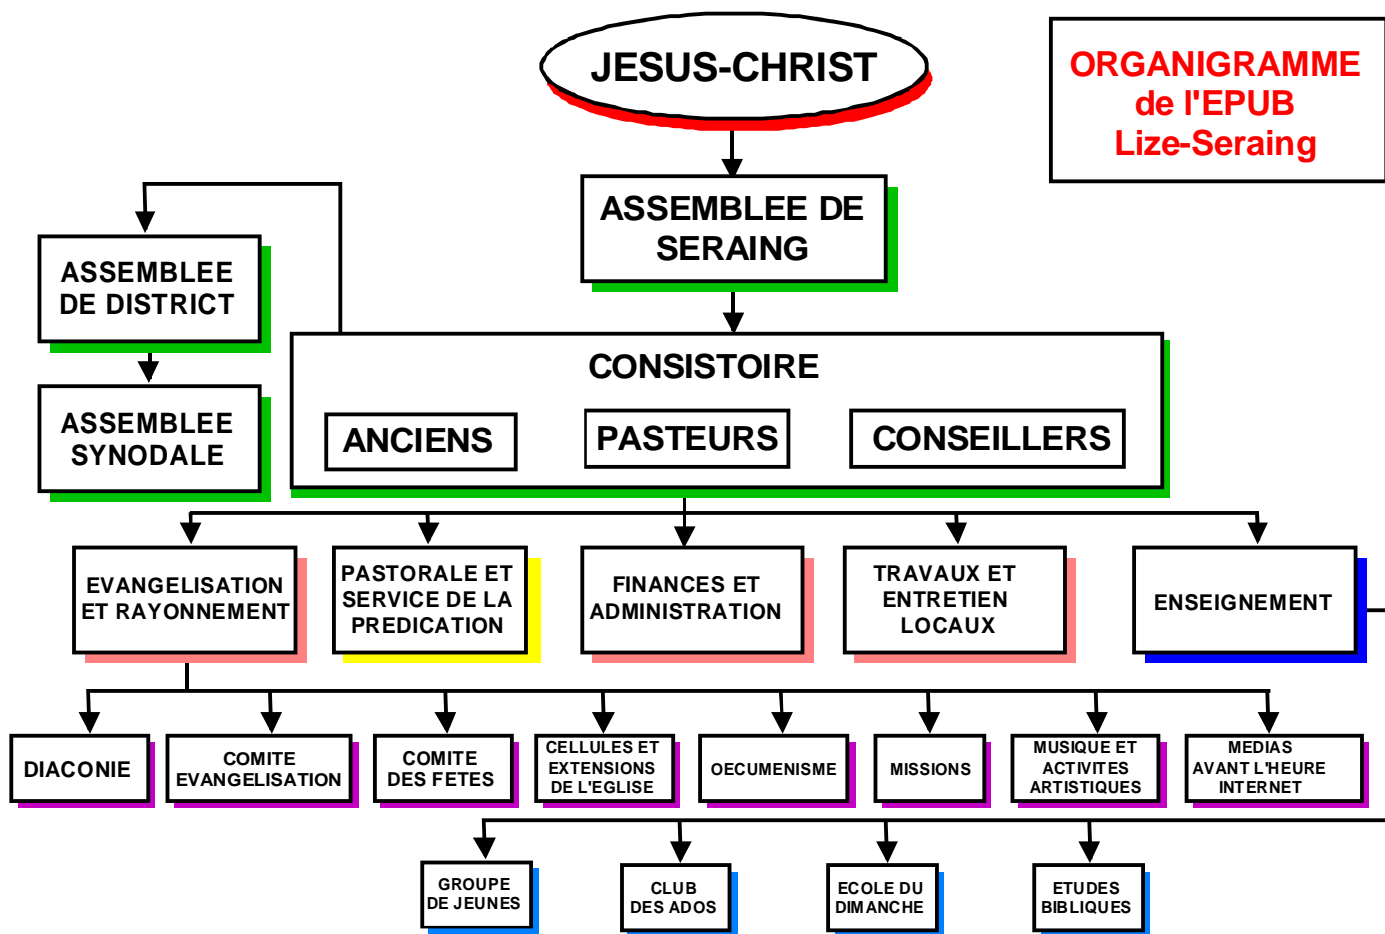 JESUS-CHRIST
ORGANIGRAMME
de l'EPUB
Lize-Seraing
ASSEMBLEE DE
SERAING
ASSEMBLEE
DE DISTRICT
CONSISTOIRE
ASSEMBLEE
SYNODALE
ANCIENS
PASTEURS
CONSEILLERS
EVANGELISATION
ET RAYONNEMENT
PASTORALE ET
SERVICE DE LA
PREDICATION
FINANCES ET
ADMINISTRATION
TRAVAUX ET
ENTRETIEN
LOCAUX
ENSEIGNEMENT
DIACONIE
COMITE
EVANGELISATION
COMITE
DES FETES
CELLULES ET
EXTENSIONS
DE L'EGLISE
OECUMENISME
MISSIONS
MUSIQUE ET
ACTIVITES
ARTISTIQUES
MEDIAS
AVANT L'HEURE
INTERNET
GROUPE
DE JEUNES
CLUB
DES ADOS
ECOLE DU
DIMANCHE
ETUDES
BIBLIQUES